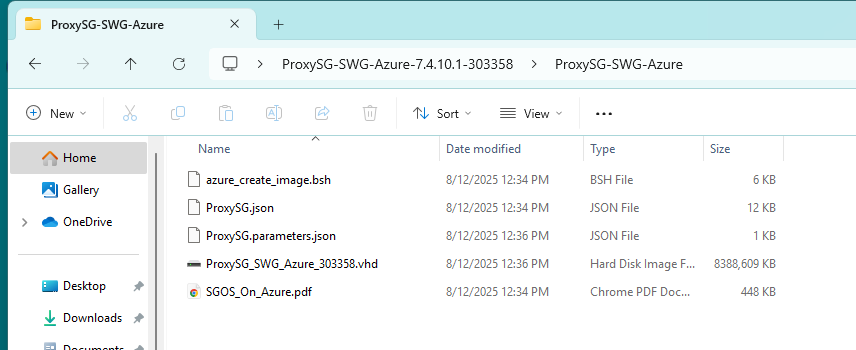 ProxySG-SWG-Azure
ProxySG-SWG-Azure-7.4.10.1-303358 > ProxySG-SWG-Azure
New Sort View
Name Date modified Type Size
Home
Gallery
OneDrive
Desktop
Downloads
Documents
azure_create_image.bsh 8/12/2025 12:34 PM BSH File 6 KB
ProxySG.json 8/12/2025 12:34 PM JSON File 12 KB
ProxySG.parameters.json 8/12/2025 12:36 PM JSON File 1 KB
ProxySG_SWG_Azure_303358.vhd 8/12/2025 12:36 PM Hard Disk Image F... 8388,609 KB
SGOS_On_Azure.pdf 8/12/2025 12:34 PM Chrome PDF Doc... 448 KB